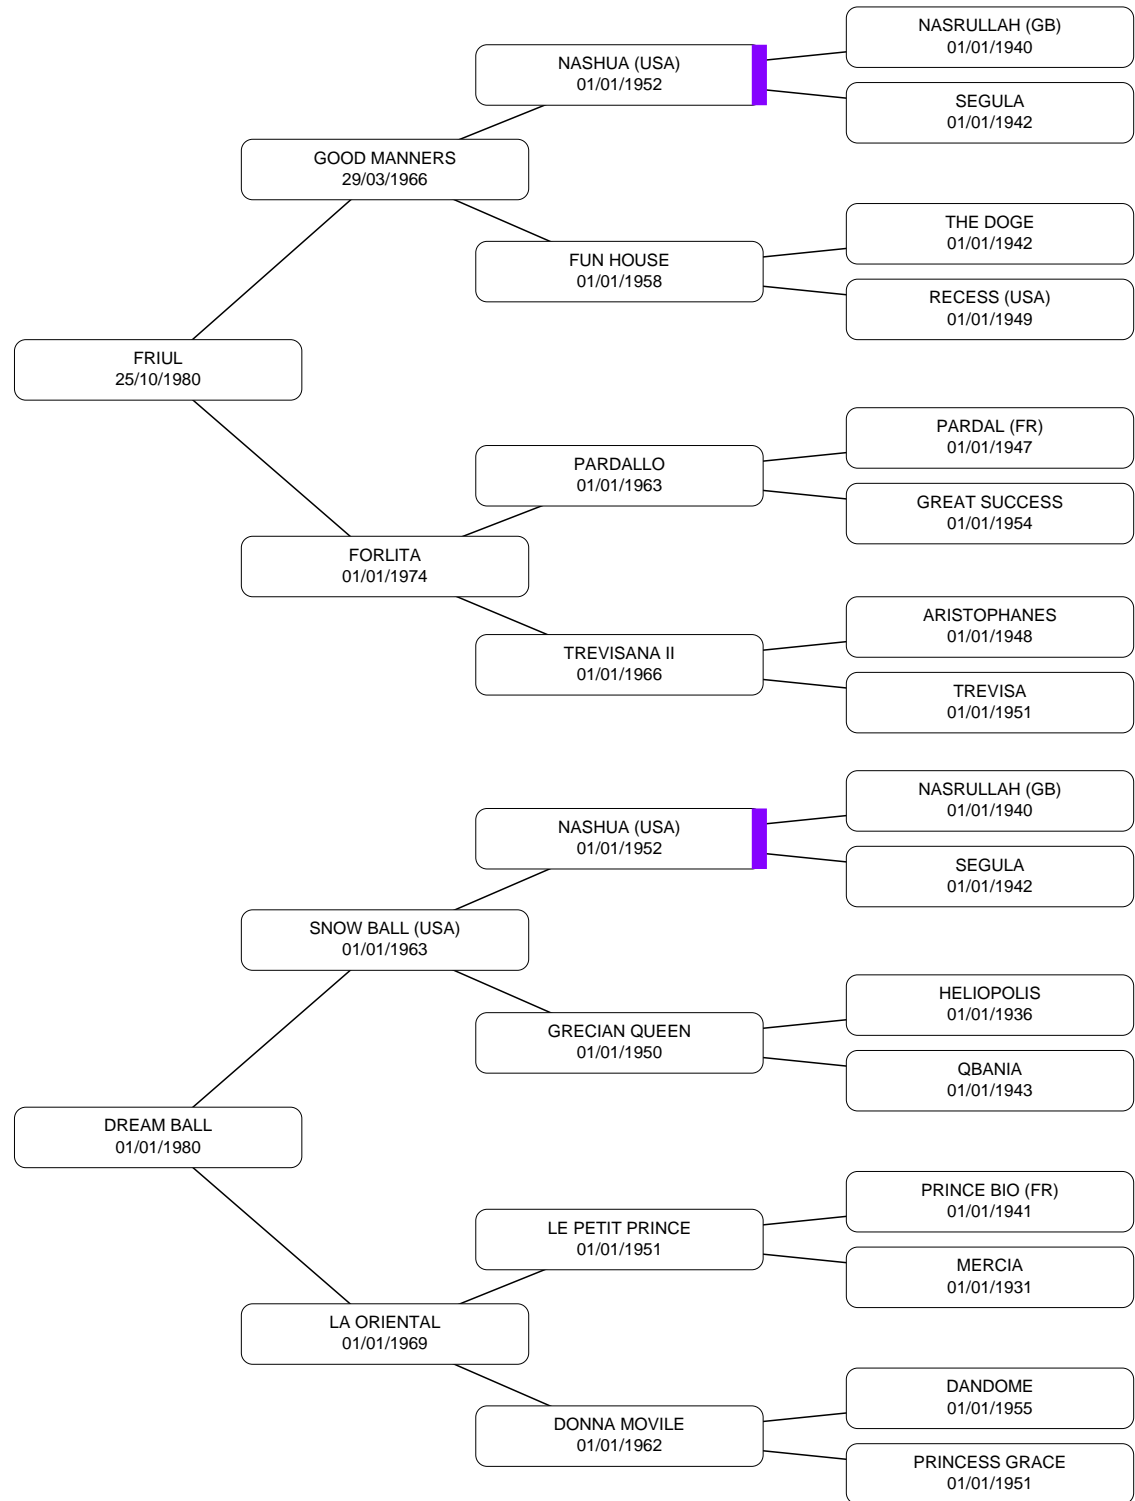 NASRULLAH (GB)
01/01/1940
NASHUA (USA)
01/01/1952
SEGULA
01/01/1942
GOOD MANNERS
29/03/1966
THE DOGE
01/01/1942
FUN HOUSE
01/01/1958
RECESS (USA)
01/01/1949
FRIUL
25/10/1980
PARDAL (FR)
01/01/1947
PARDALLO
01/01/1963
GREAT SUCCESS
01/01/1954
FORLITA
01/01/1974
ARISTOPHANES
01/01/1948
TREVISANA II
01/01/1966
TREVISA
01/01/1951
NASRULLAH (GB)
01/01/1940
NASHUA (USA)
01/01/1952
SEGULA
01/01/1942
SNOW BALL (USA)
01/01/1963
HELIOPOLIS
01/01/1936
GRECIAN QUEEN
01/01/1950
QBANIA
01/01/1943
DREAM BALL
01/01/1980
PRINCE BIO (FR)
01/01/1941
LE PETIT PRINCE
01/01/1951
MERCIA
01/01/1931
LA ORIENTAL
01/01/1969
DANDOME
01/01/1955
DONNA MOVILE
01/01/1962
PRINCESS GRACE
01/01/1951